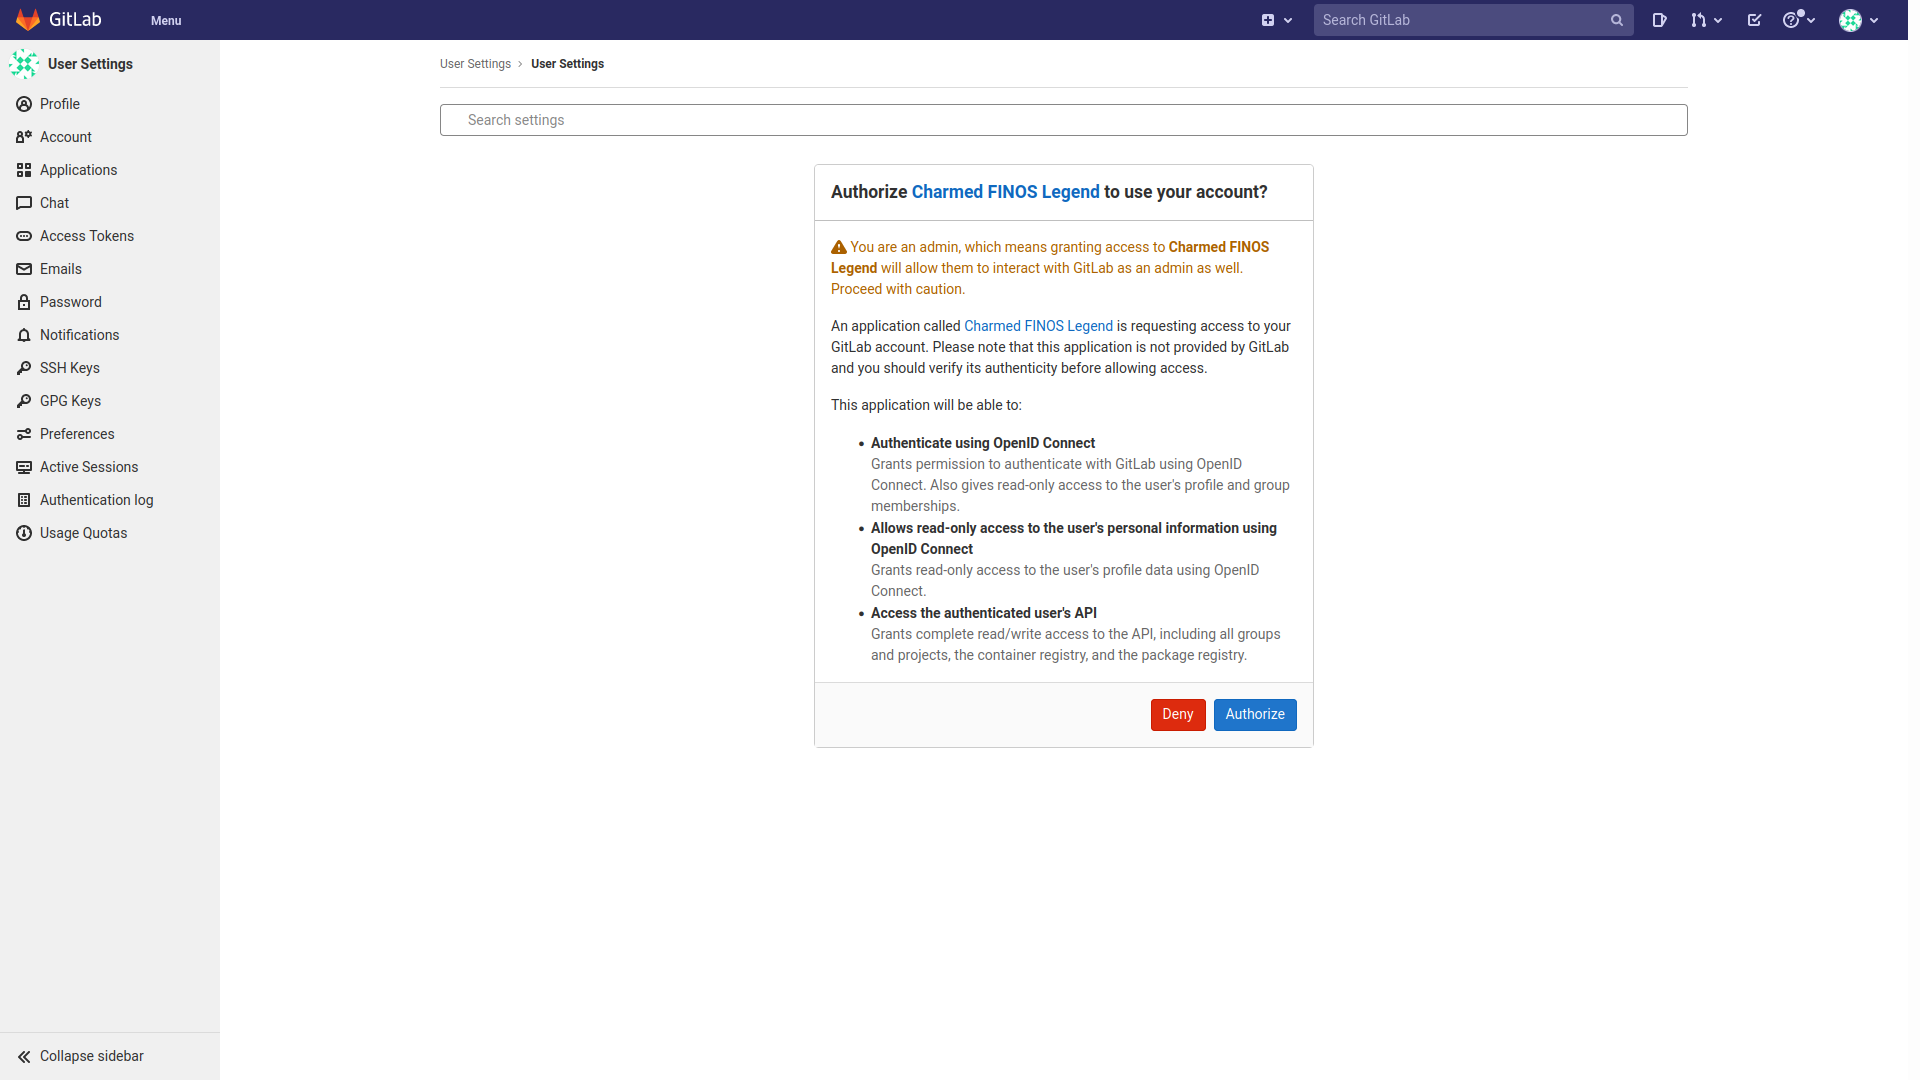 GitLab
Menu
Search GitLab
User Settings
Profile
Account
Applications
Chat
Access Tokens
Emails
Password
Notifications
SSH Keys
GPG Keys
Preferences
Active Sessions
Authentication log
Usage Quotas
Collapse sidebar
User Settings › User Settings
Search settings
Authorize Charmed FINOS Legend to use your account?
You are an admin, which means granting access to Charmed FINOS
Legend will allow them to interact with GitLab as an admin as well.
Proceed with caution.
An application called Charmed FINOS Legend is requesting access to your
GitLab account. Please note that this application is not provided by GitLab
and you should verify its authenticity before allowing access.
This application will be able to:
• Authenticate using OpenID Connect
Grants permission to authenticate with GitLab using OpenID
Connect. Also gives read-only access to the user's profile and group
memberships.
• Allows read-only access to the user's personal information using
OpenID Connect
Grants read-only access to the user's profile data using OpenID
Connect.
• Access the authenticated user's API
Grants complete read/write access to the API, including all groups
and projects, the container registry, and the package registry.
Deny
Authorize